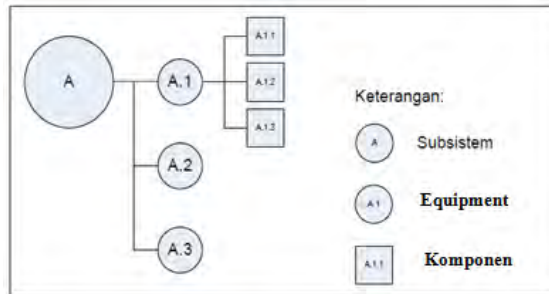 A
A.1
A.1.1
A.1.2
A.1.3
A.2
A.3
Keterangan:
A
Subsistem
A.1
Equipment
A.1.1
Komponen